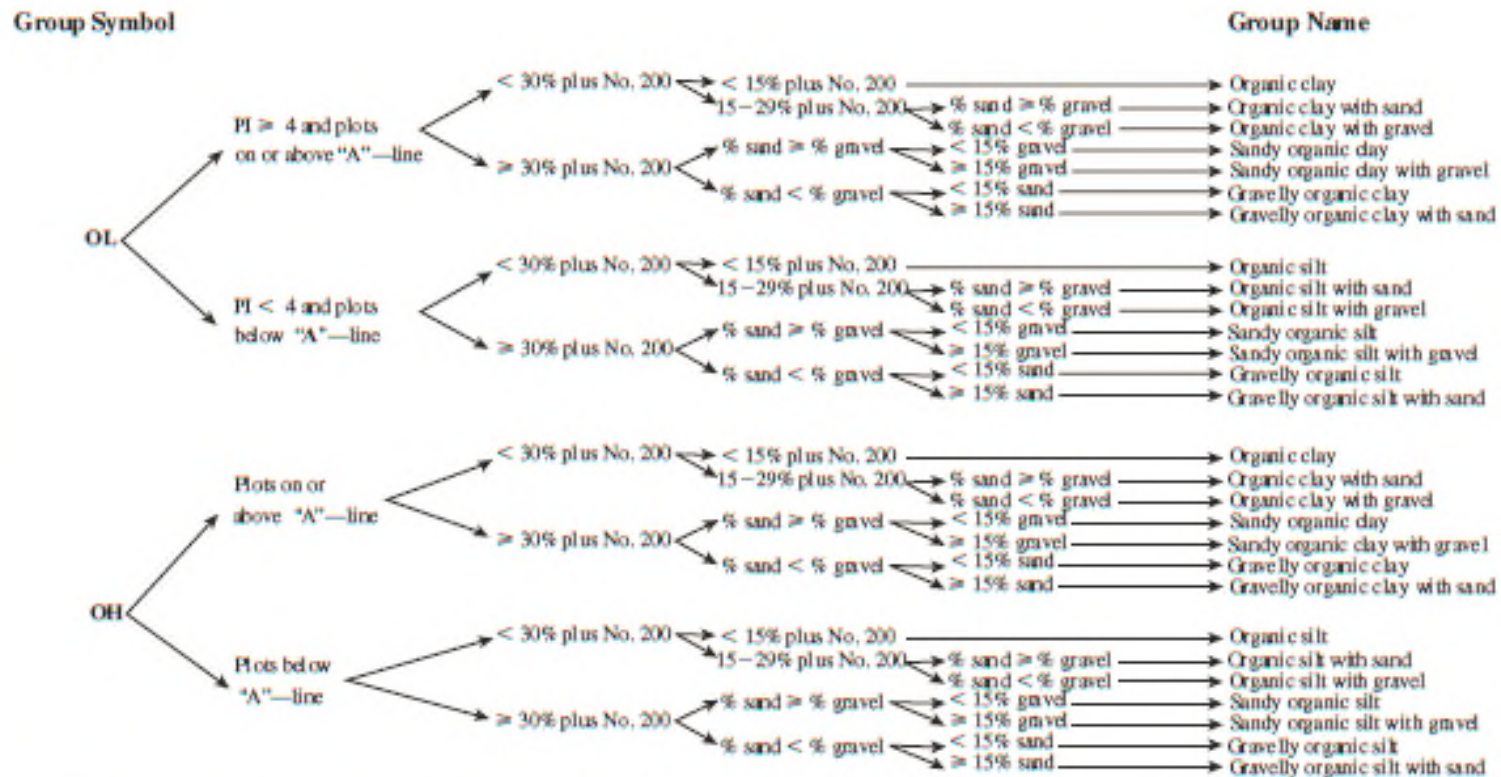 Group Symbol
Group Name
OL
PI ⩾ 4 and plots
on or above “A”—line
< 30% plus No. 200
< 15% plus No. 200
Organic clay
15−29% plus No. 200
% sand ⩾ % gravel
Organic clay with sand
% sand < % gravel
Organic clay with gravel
⩾ 30% plus No. 200
% sand ⩾ % gravel
< 15% gravel
Sandy organic clay
⩾ 15% gravel
Sandy organic clay with gravel
% sand < % gravel
< 15% sand
Gravelly organic clay
⩾ 15% sand
Gravelly organic clay with sand
PI < 4 and plots
below “A”—line
< 30% plus No. 200
< 15% plus No. 200
Organic silt
15−29% plus No. 200
% sand ⩾ % gravel
Organic silt with sand
% sand < % gravel
Organic silt with gravel
⩾ 30% plus No. 200
% sand ⩾ % gravel
< 15% gravel
Sandy organic silt
⩾ 15% gravel
Sandy organic silt with gravel
% sand < % gravel
< 15% sand
Gravelly organic silt
⩾ 15% sand
Gravelly organic silt with sand
OH
Plots on or
above “A”—line
< 30% plus No. 200
< 15% plus No. 200
Organic clay
15−29% plus No. 200
% sand ⩾ % gravel
Organic clay with sand
% sand < % gravel
Organic clay with gravel
⩾ 30% plus No. 200
% sand ⩾ % gravel
< 15% gravel
Sandy organic clay
⩾ 15% gravel
Sandy organic clay with gravel
% sand < % gravel
< 15% sand
Gravelly organic clay
⩾ 15% sand
Gravelly organic clay with sand
Plots below
“A”—line
< 30% plus No. 200
< 15% plus No. 200
Organic silt
15−29% plus No. 200
% sand ⩾ % gravel
Organic silt with sand
% sand < % gravel
Organic silt with gravel
⩾ 30% plus No. 200
% sand ⩾ % gravel
< 15% gravel
Sandy organic silt
⩾ 15% gravel
Sandy organic silt with gravel
% sand < % gravel
< 15% sand
Gravelly organic silt
⩾ 15% sand
Gravelly organic silt with sand